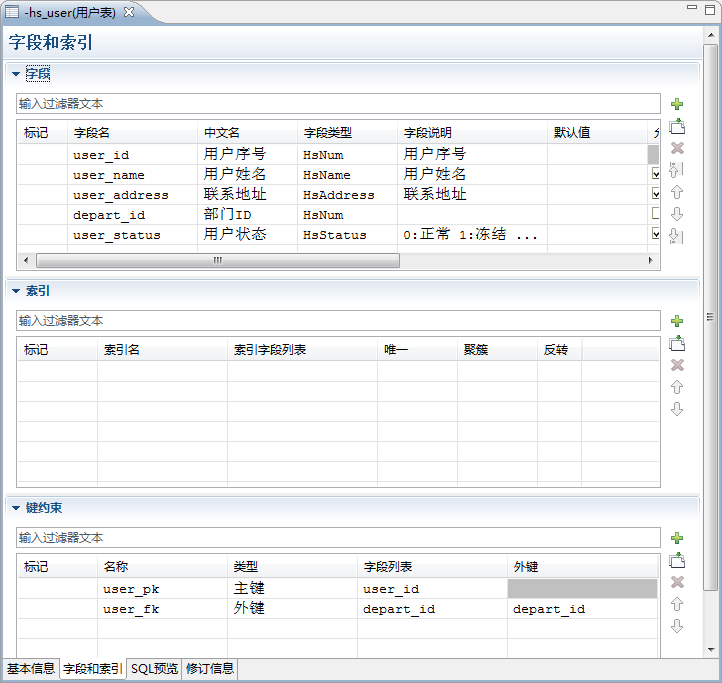 -hs_user(用户表)
字段和索引
字段
输入过滤器文本
标记 字段名 中文名 字段类型 字段说明 默认值
user_id 用户序号 HsNum 用户序号
user_name 用户姓名 HsName 用户姓名
user_address 联系地址 HsAddress 联系地址
depart_id 部门ID HsNum
user_status 用户状态 HsStatus 0:正常 1:冻结 ...
索引
输入过滤器文本
标记 索引名 索引字段列表 唯一 聚簇 反转
键约束
输入过滤器文本
标记 名称 类型 字段列表 外键
user_pk 主键 user_id
user_fk 外键 depart_id depart_id
基本信息 字段和索引 SQL预览 修订信息